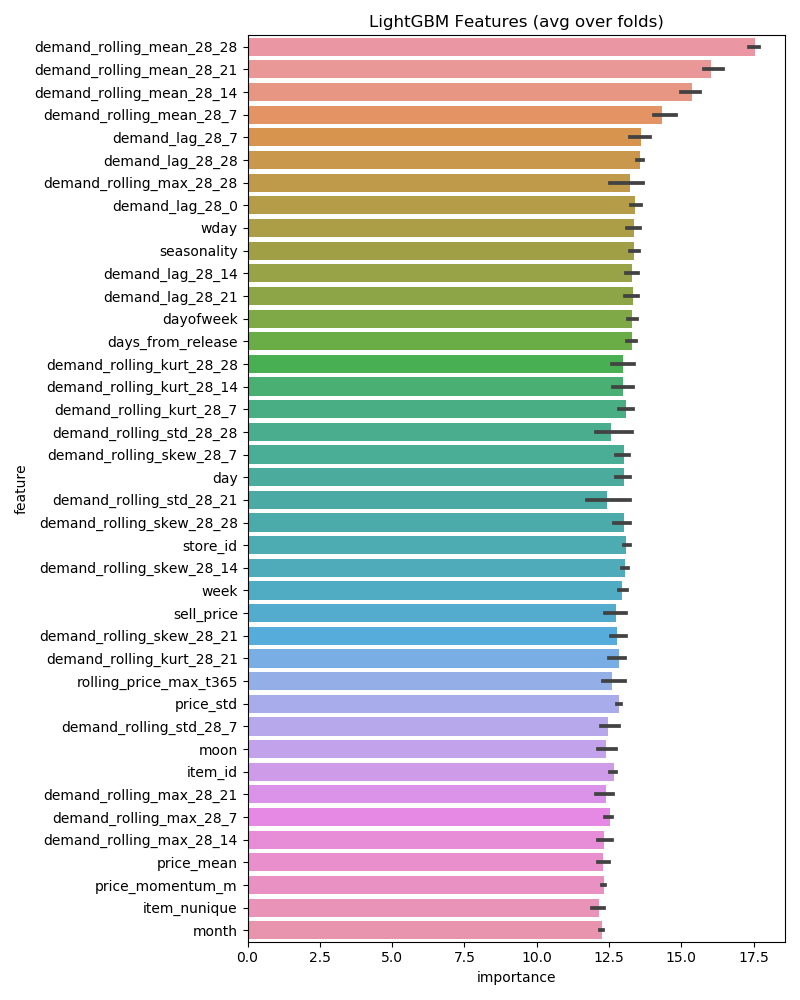 LightGBM Features (avg over folds)
feature
demand_rolling_mean_28_28
demand_rolling_mean_28_21
demand_rolling_mean_28_14
demand_rolling_mean_28_7
demand_lag_28_7
demand_lag_28_28
demand_rolling_max_28_28
demand_lag_28_0
wday
seasonality
demand_lag_28_14
demand_lag_28_21
dayofweek
days_from_release
demand_rolling_kurt_28_28
demand_rolling_kurt_28_14
demand_rolling_kurt_28_7
demand_rolling_std_28_28
demand_rolling_skew_28_7
day
demand_rolling_std_28_21
demand_rolling_skew_28_28
store_id
demand_rolling_skew_28_14
week
sell_price
demand_rolling_skew_28_21
demand_rolling_kurt_28_21
rolling_price_max_t365
price_std
demand_rolling_std_28_7
moon
item_id
demand_rolling_max_28_21
demand_rolling_max_28_7
demand_rolling_max_28_14
price_mean
price_momentum_m
item_nunique
month
0.0 2.5 5.0 7.5 10.0 12.5 15.0 17.5
importance